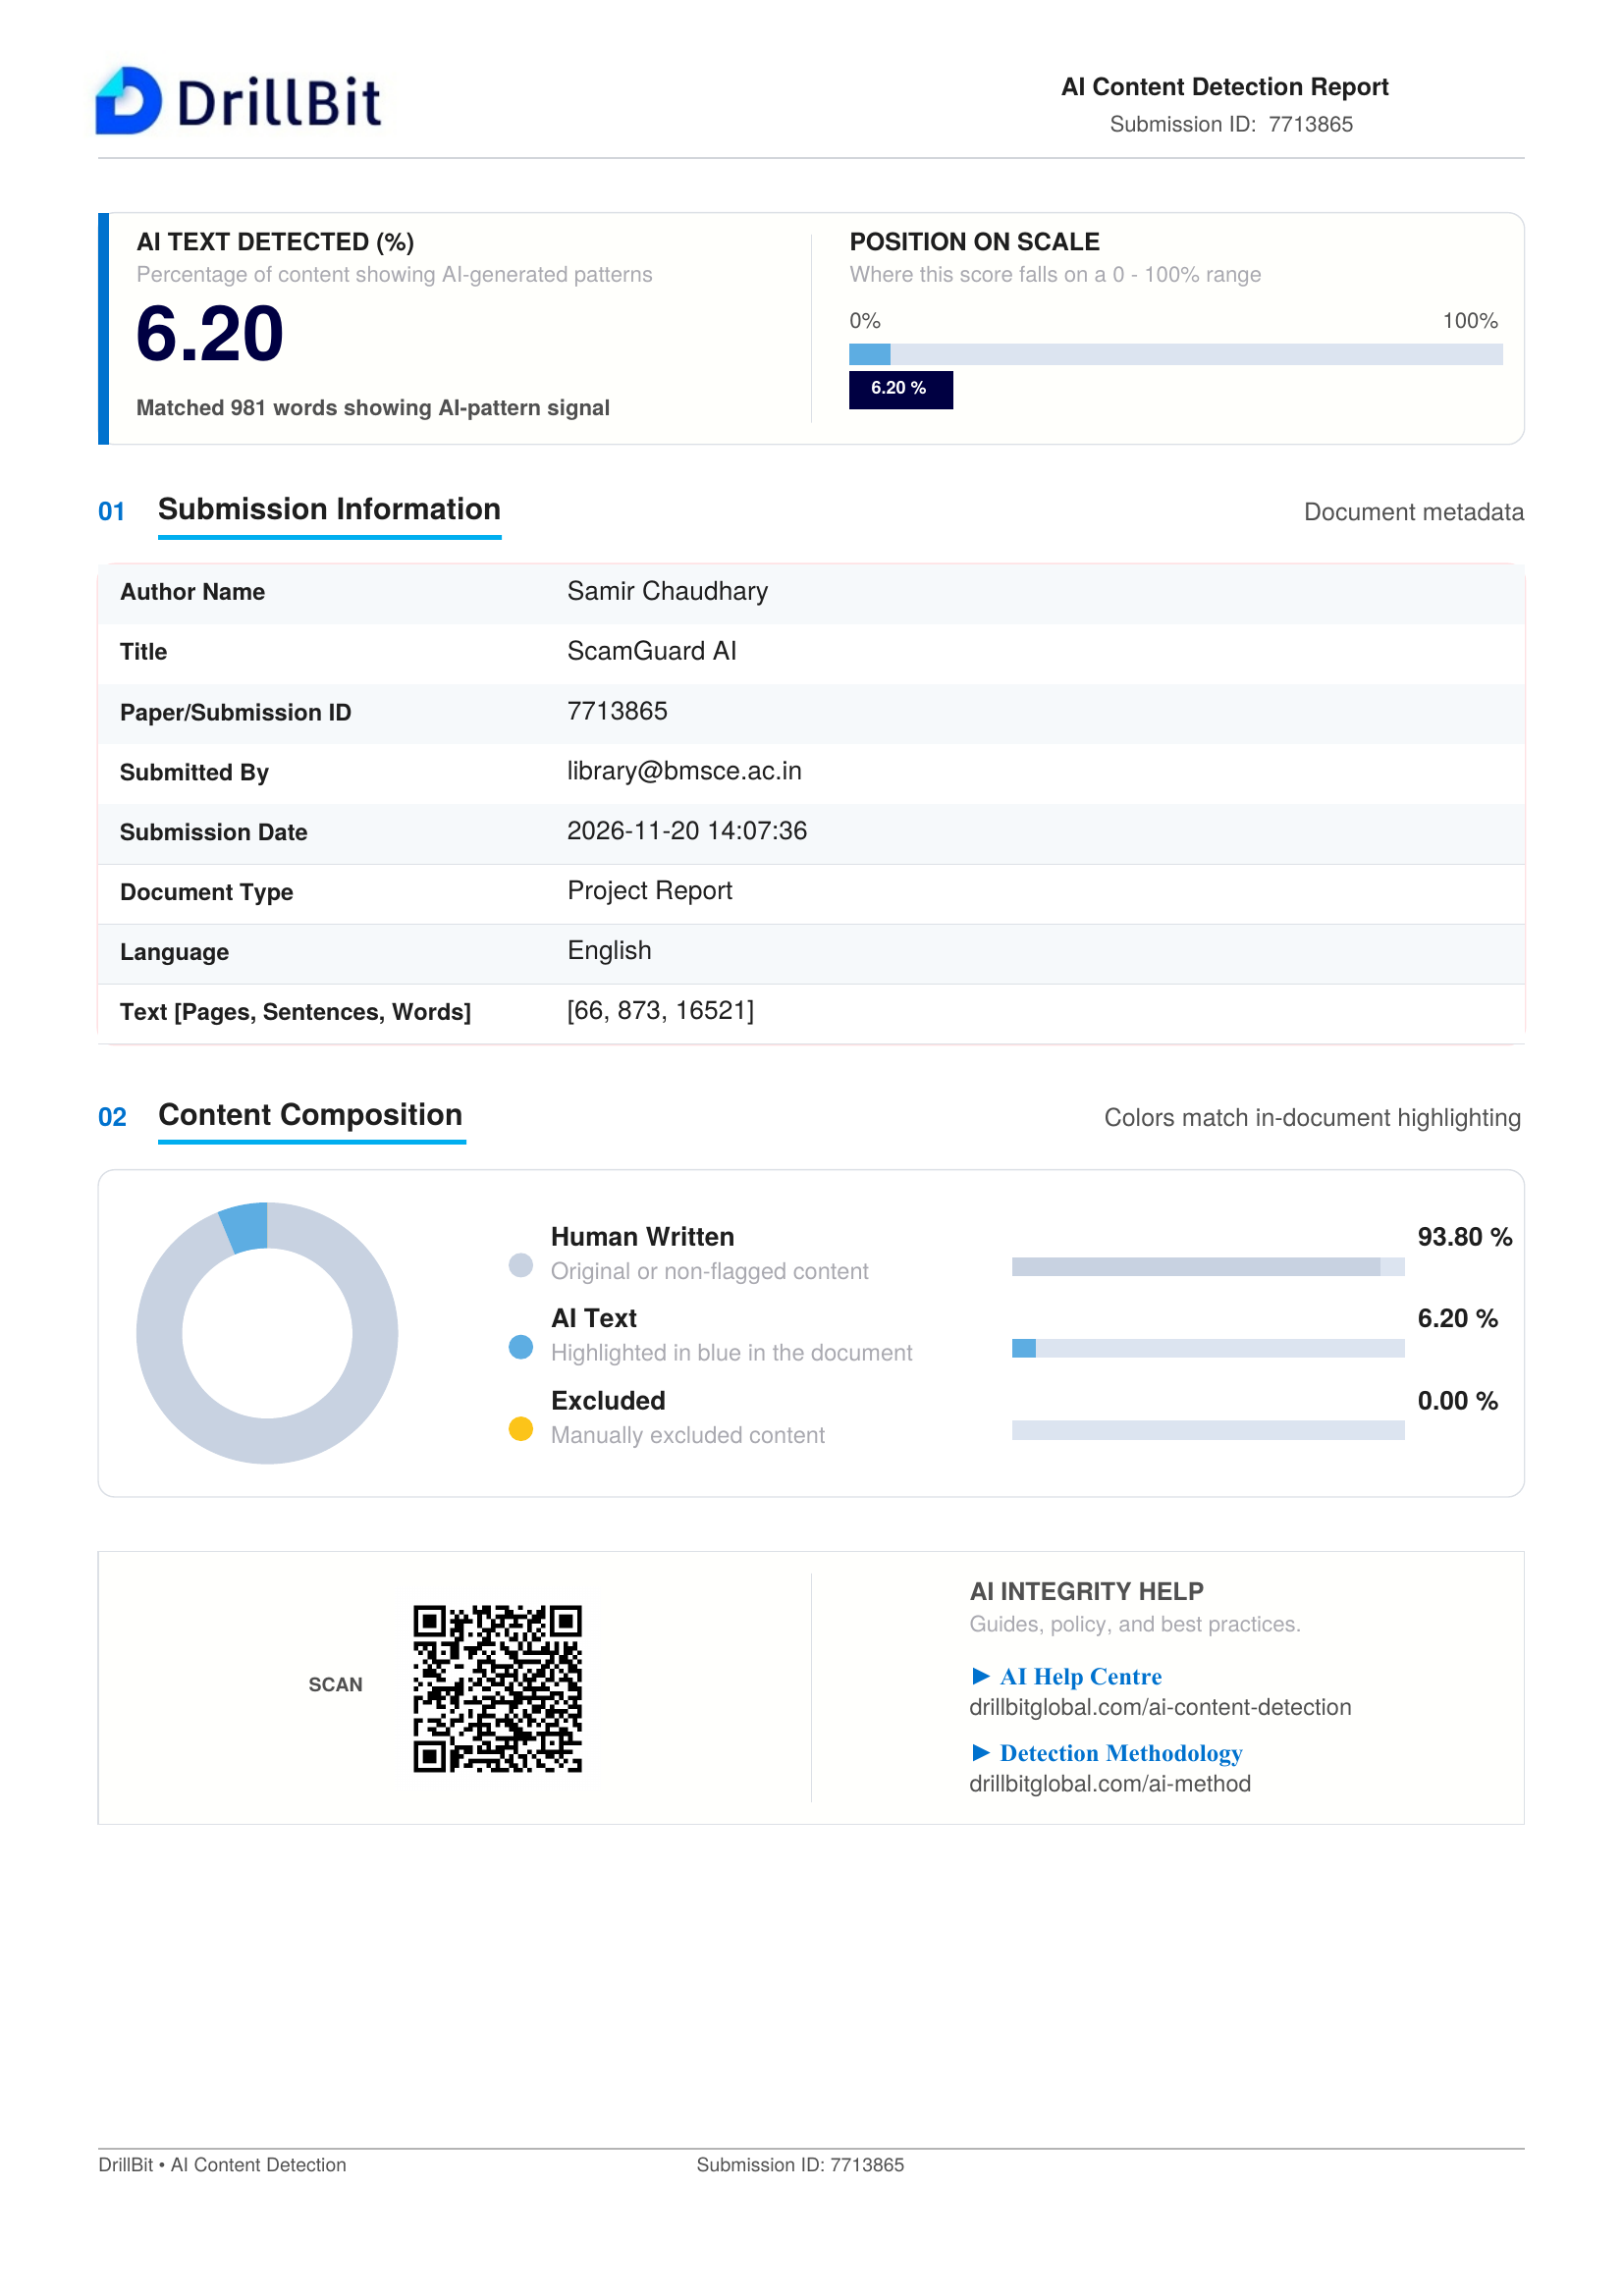 DrillBit
AI Content Detection Report
Submission ID: 7713865
AI TEXT DETECTED (%)
Percentage of content showing AI-generated patterns
6.20
Matched 981 words showing AI-pattern signal
POSITION ON SCALE
Where this score falls on a 0 - 100% range
0% 100%
6.20 %
01 Submission Information Document metadata
Author Name Samir Chaudhary
Title ScamGuard AI
Paper/Submission ID 7713865
Submitted By library@bmsce.ac.in
Submission Date 2026-11-20 14:07:36
Document Type Project Report
Language English
Text [Pages, Sentences, Words] [66, 873, 16521]
02 Content Composition Colors match in-document highlighting
Human Written 93.80 %
Original or non-flagged content
AI Text 6.20 %
Highlighted in blue in the document
Excluded 0.00 %
Manually excluded content
SCAN
AI INTEGRITY HELP
Guides, policy, and best practices.
► AI Help Centre
drillbitglobal.com/ai-content-detection
► Detection Methodology
drillbitglobal.com/ai-method
DrillBit • AI Content Detection Submission ID: 7713865